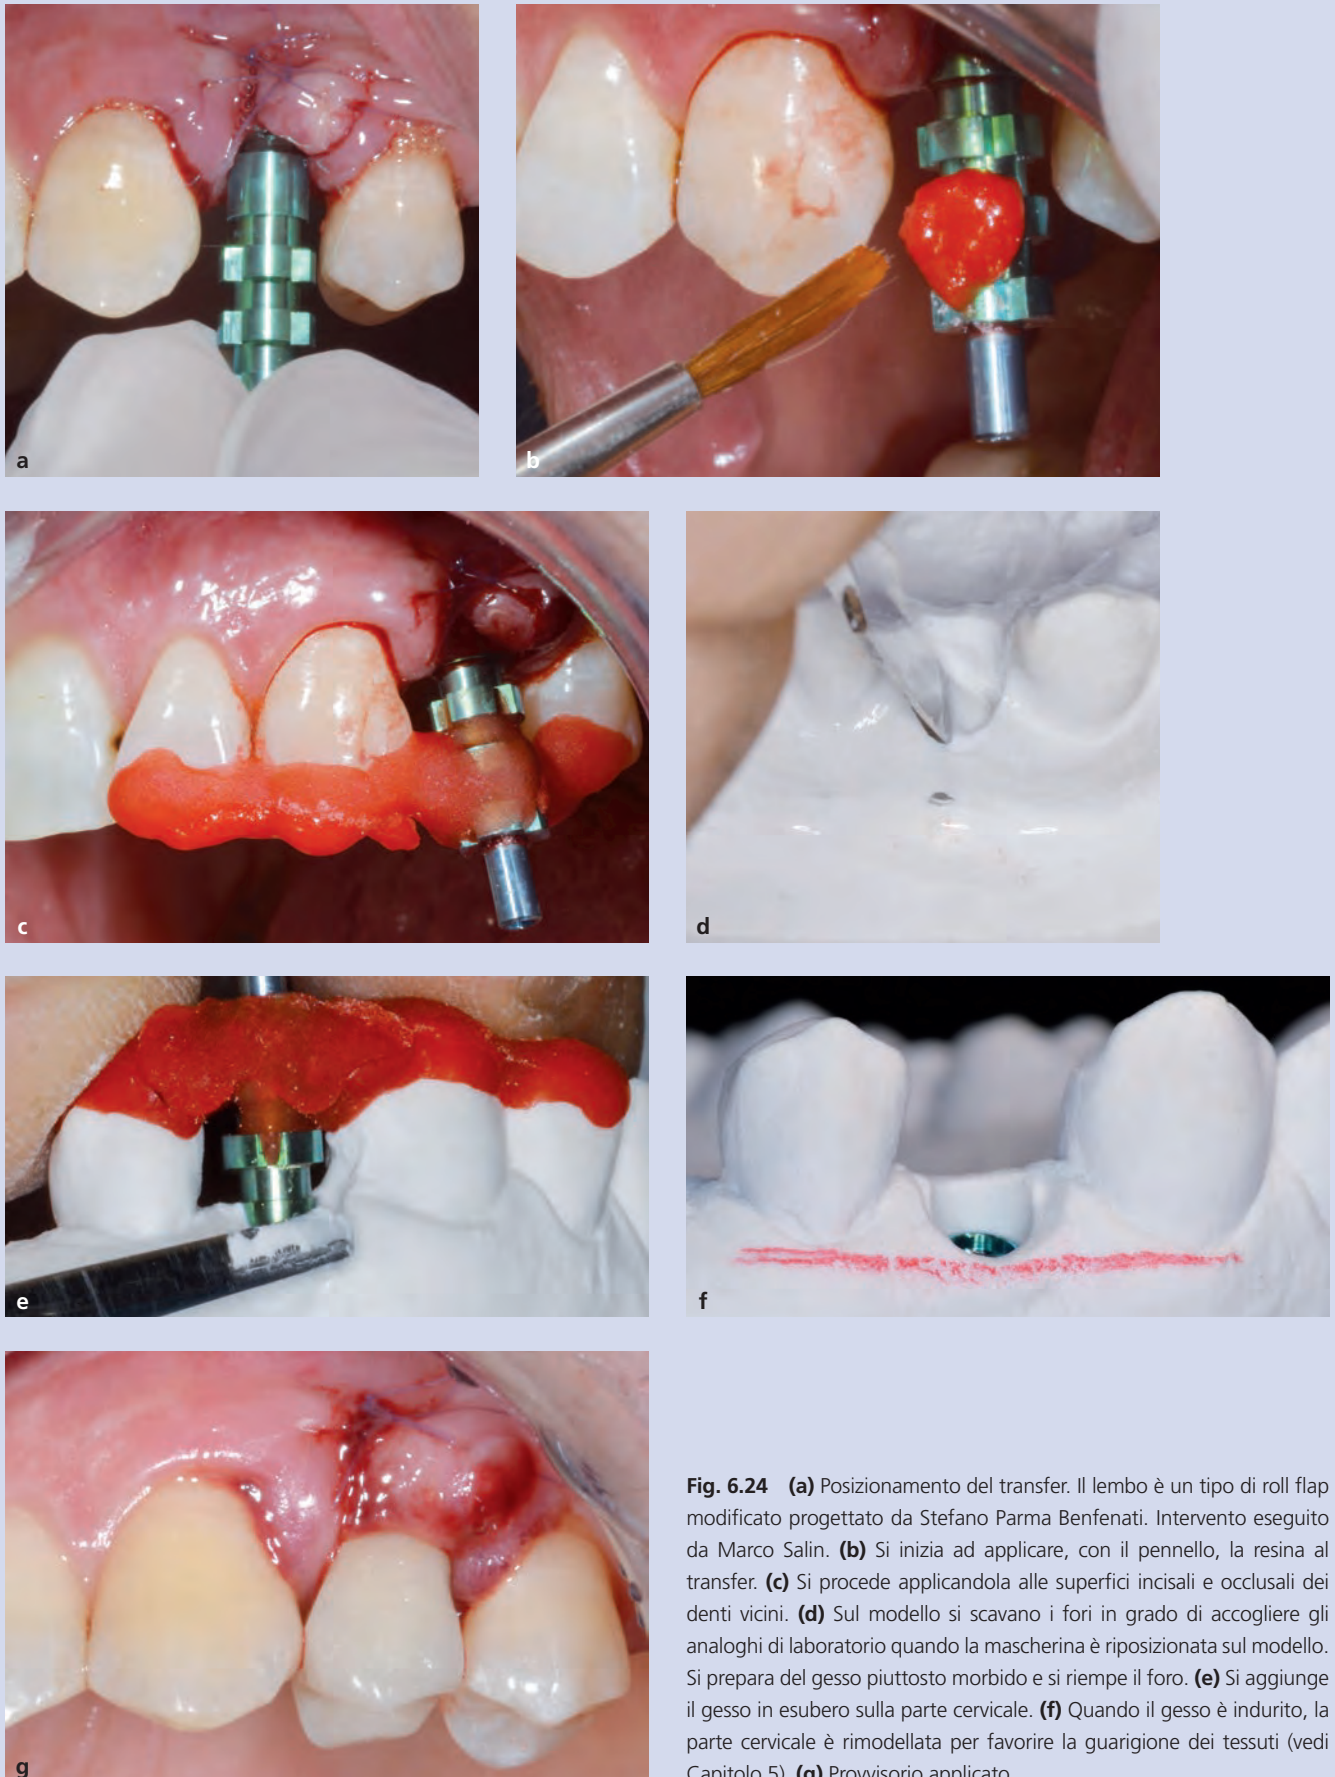 a
b
c
d
e
f
g
Fig. 6.24 (a) Posizionamento del transfer. Il lembo è un tipo di roll flap
modificato progettato da Stefano Parma Benfenati. Intervento eseguito
da Marco Salin. (b) Si inizia ad applicare, con il pennello, la resina al
transfer. (c) Si procede applicandola alle superfici incisali e occlusali dei
denti vicini. (d) Sul modello si scavano i fori in grado di accogliere gli
analoghi di laboratorio quando la mascherina è riposizionata sul modello.
Si prepara del gesso piuttosto morbido e si riempe il foro. (e) Si aggiunge
il gesso in esubero sulla parte cervicale. (f) Quando il gesso è indurito, la
parte cervicale è rimodellata per favorire la guarigione dei tessuti (vedi
Capitolo 5). (g) Provvisorio applicato.